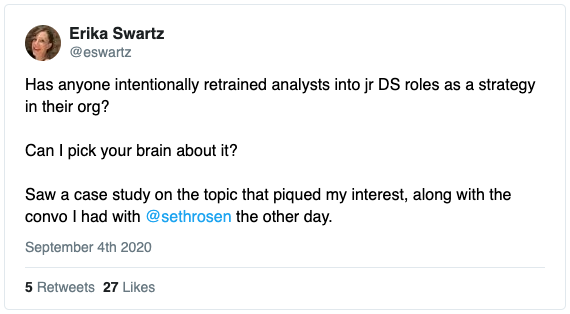 Erika Swartz
@eswartz
Has anyone intentionally retrained analysts into jr DS roles as a strategy
in their org?
Can I pick your brain about it?
Saw a case study on the topic that piqued my interest, along with the
convo I had with @sethrosen the other day.
September 4th 2020
5 Retweets 27 Likes